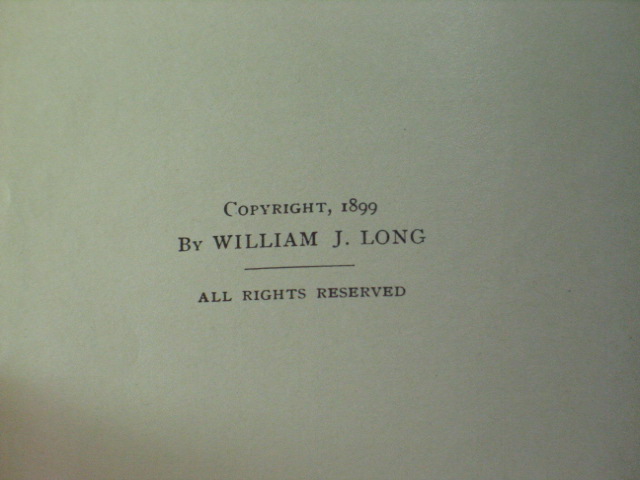 COPYRIGHT, 1899
BY WILLIAM J. LONG
ALL RIGHTS RESERVED